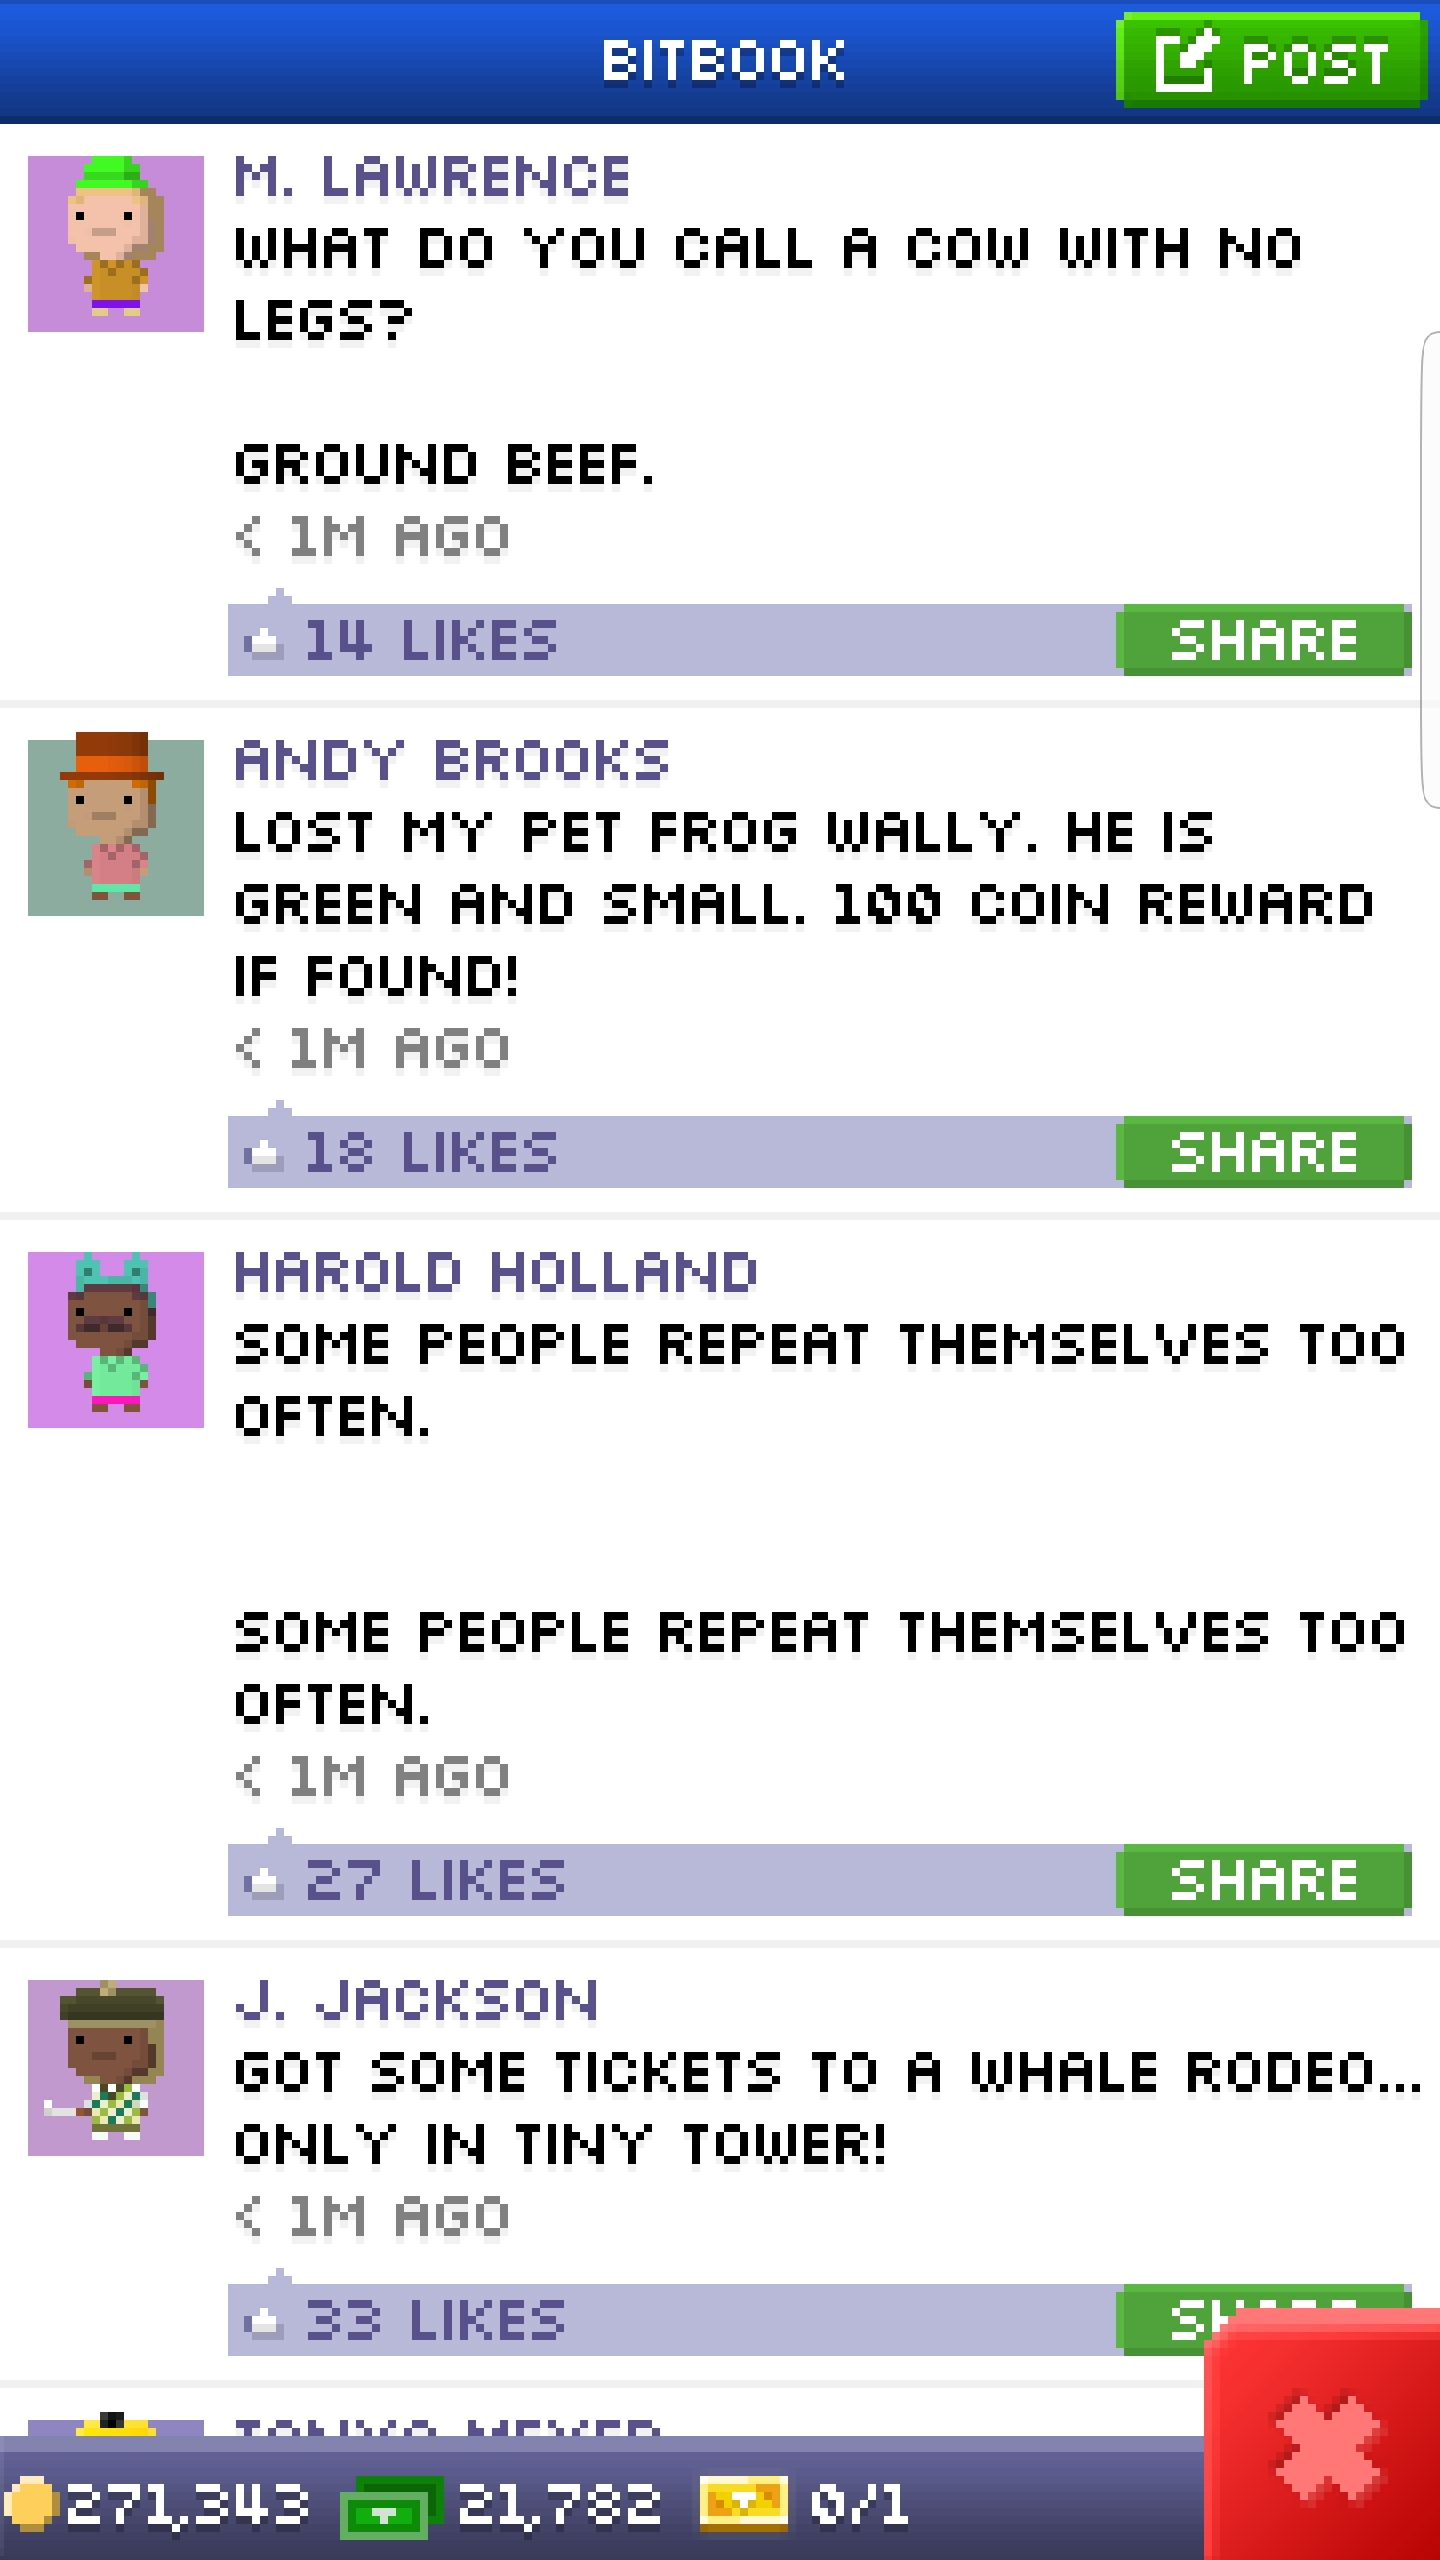 BITBOOK
POST
M. LAWRENCE
WHAT DO YOU CALL A COW WITH NO
LEGS?
GROUND BEEF.
< 1M AGO
14 LIKES
SHARE
ANDY BROOKS
LOST MY PET FROG WALLY. HE IS
GREEN AND SMALL. 100 COIN REWARD
IF FOUND!
< 1M AGO
18 LIKES
SHARE
HAROLD HOLLAND
SOME PEOPLE REPEAT THEMSELVES TOO
OFTEN.
SOME PEOPLE REPEAT THEMSELVES TOO
OFTEN.
< 1M AGO
27 LIKES
SHARE
J. JACKSON
GOT SOME TICKETS TO A WHALE RODEO...
ONLY IN TINY TOWER!
< 1M AGO
33 LIKES
271,343
21,782
0/1